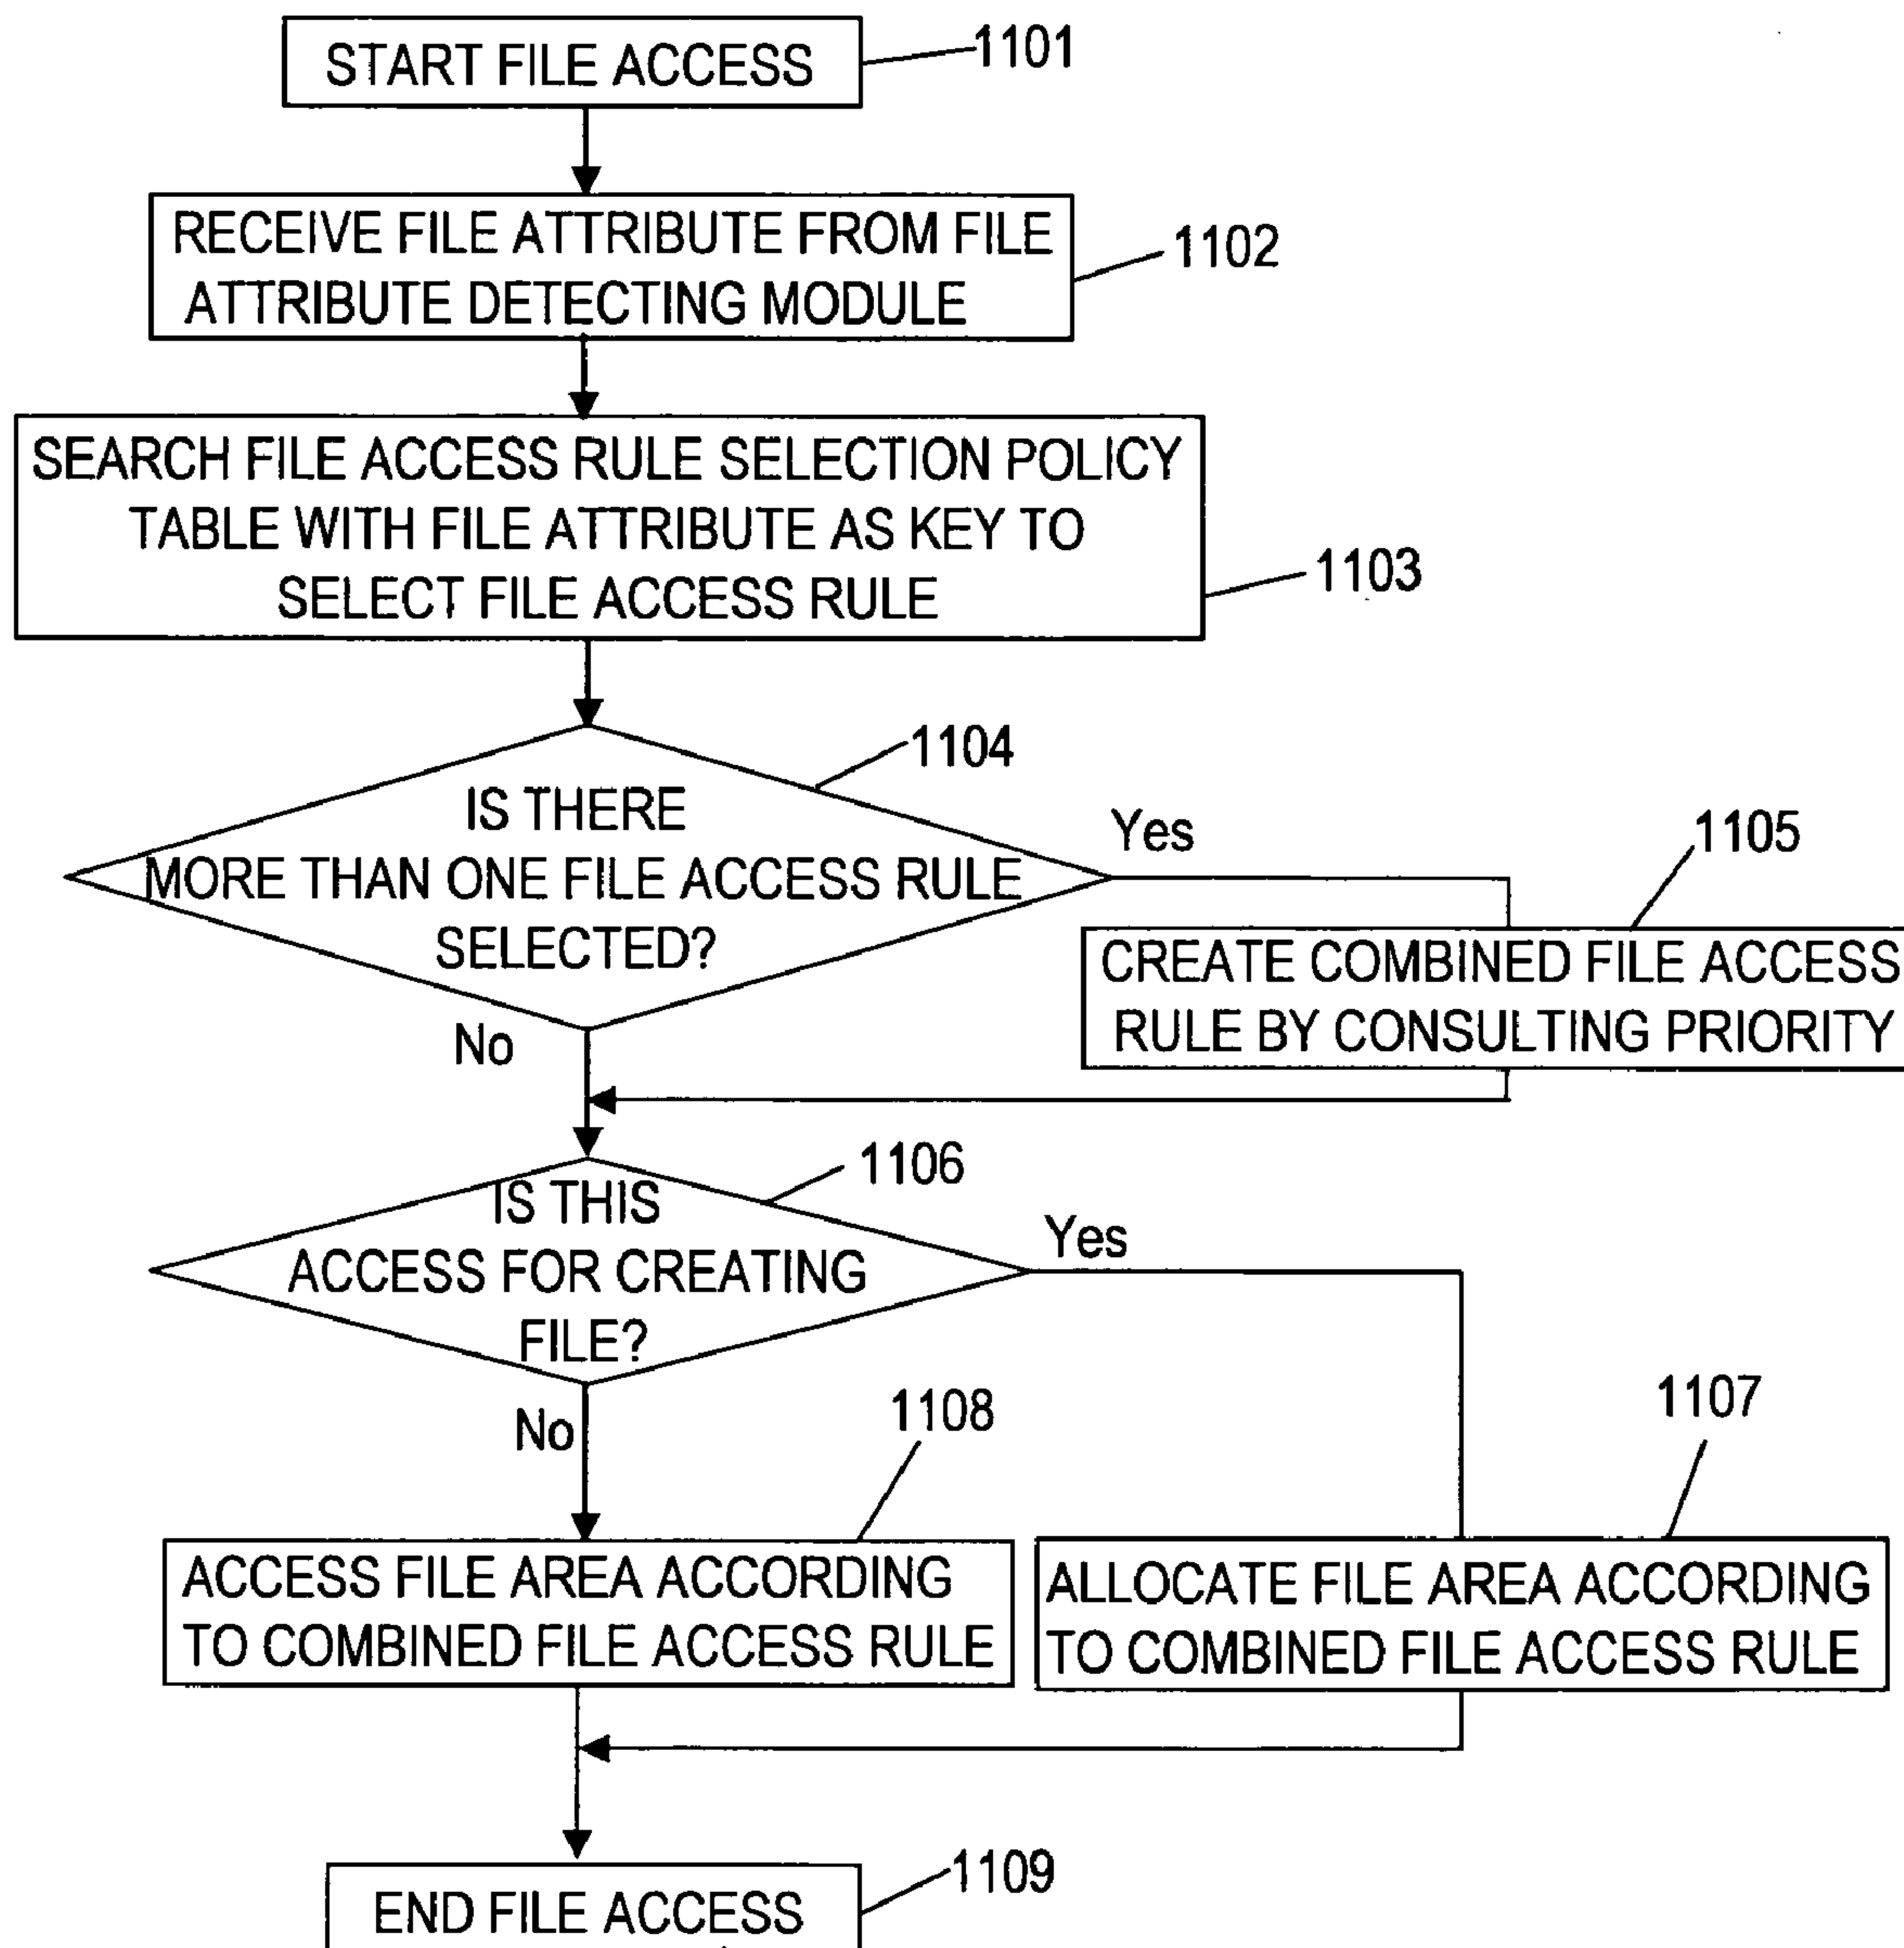 START FILE ACCESS
1101
RECEIVE FILE ATTRIBUTE FROM FILE
ATTRIBUTE DETECTING MODULE
1102
SEARCH FILE ACCESS RULE SELECTION POLICY
TABLE WITH FILE ATTRIBUTE AS KEY TO
SELECT FILE ACCESS RULE
1103
1104
IS THERE
MORE THAN ONE FILE ACCESS RULE
SELECTED?
Yes
No
1105
CREATE COMBINED FILE ACCESS
RULE BY CONSULTING PRIORITY
1106
IS THIS
ACCESS FOR CREATING
FILE?
Yes
No
1108
ACCESS FILE AREA ACCORDING
TO COMBINED FILE ACCESS RULE
1107
ALLOCATE FILE AREA ACCORDING
TO COMBINED FILE ACCESS RULE
1109
END FILE ACCESS